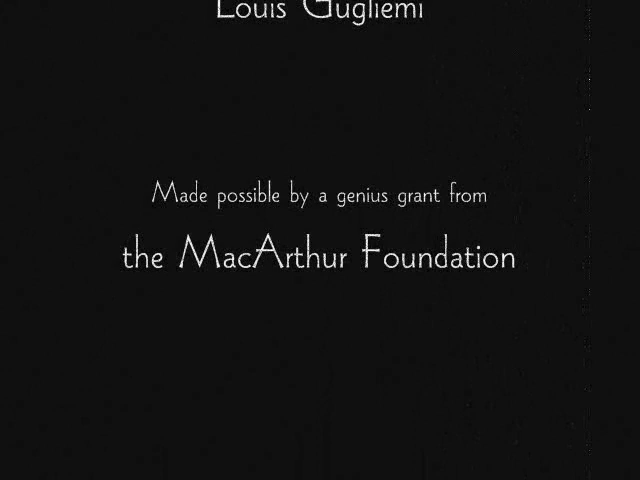 Louis Gugliemi
Made possible by a genius grant from
the MacArthur Foundation